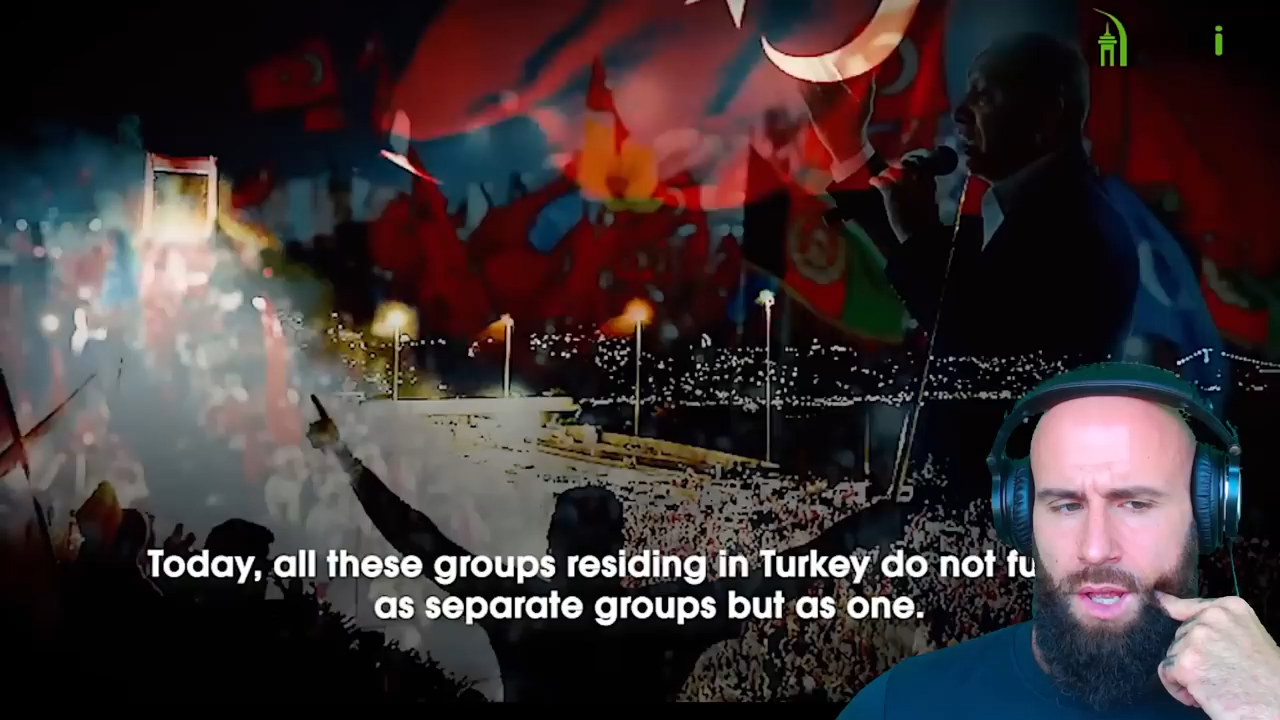 Today, all these groups residing in Turkey do not fu
as separate groups but as one.